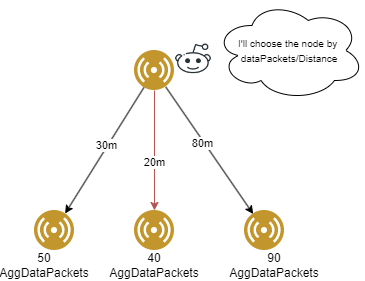 I'll choose the node by
dataPackets/Distance
30m
20m
80m
50
AggDataPackets
40
AggDataPackets
90
AggDataPackets